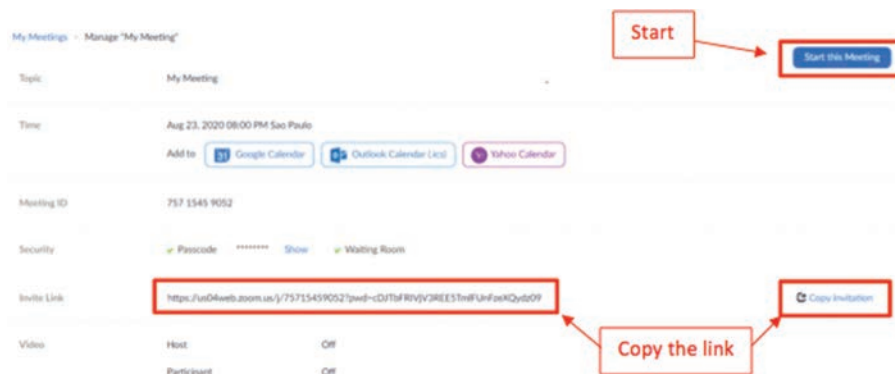 Start
My Meetings > Manage "My Meeting"
Start this Meeting
Topic My Meeting
Time Aug 23, 2020 08:00 PM Sao Paulo
Add to Google Calendar Outlook Calendar (.ics) Yahoo Calendar
Meeting ID 757 1545 9052
Security Passcode ******** Show Waiting Room
Invite Link Copy Invitation
Video Host Off
Copy the link
Participant Off